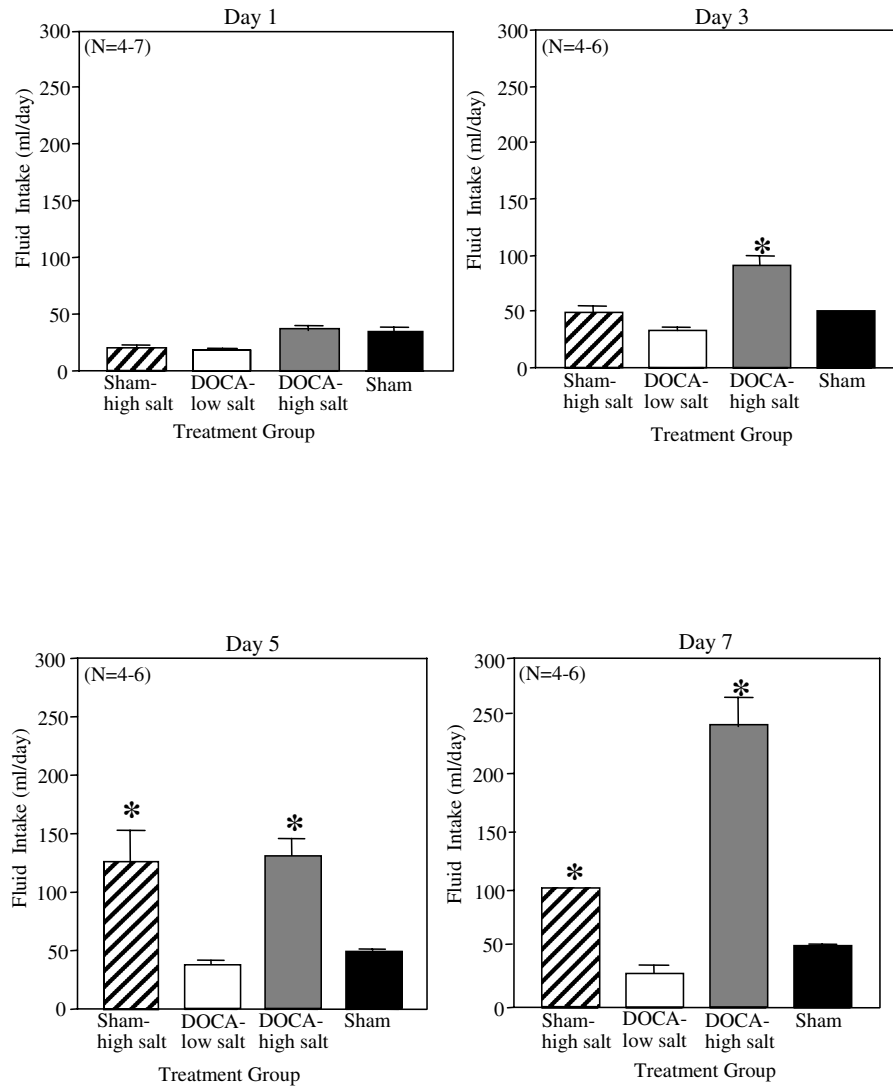 Day 1
(N=4-7)
Fluid Intake (ml/day)
300
250
200
150
100
50
0
Sham-
high salt
DOCA-
low salt
DOCA-
high salt
Sham
Treatment Group
Day 3
(N=4-6)
Fluid Intake (ml/day)
300
250
200
150
100
50
0
*
Sham-
high salt
DOCA-
low salt
DOCA-
high salt
Sham
Treatment Group
Day 5
(N=4-6)
Fluid Intake (ml/day)
300
250
200
150
100
50
0
*
*
Sham-
high salt
DOCA-
low salt
DOCA-
high salt
Sham
Treatment Group
Day 7
(N=4-6)
Fluid Intake (ml/day)
300
250
200
150
100
50
0
*
*
Sham-
high salt
DOCA-
low salt
DOCA-
high salt
Sham
Treatment Group